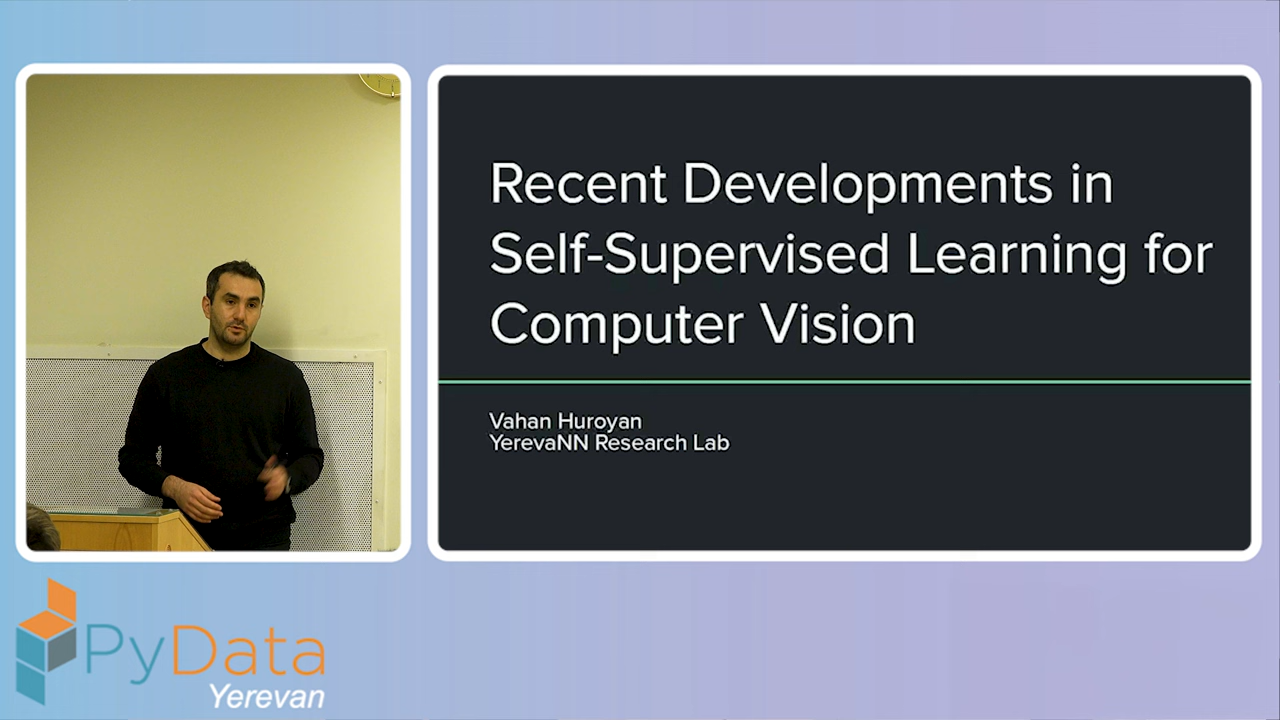 Recent Developments in
Self-Supervised Learning for
Computer Vision
Vahan Huroyan
YerevaNN Research Lab
PyData
Yerevan